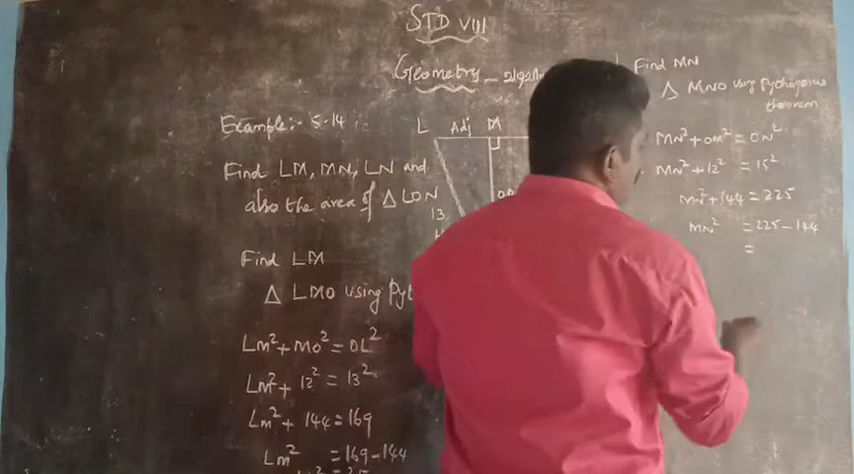 STD VIII
Geometry -
Example:- 5.14 :-
Find LM, MN, LN and
also the area of △ LON
L Adj M
13
Find LM
△ LMO using
LM² + MO² = OL²
LM² + 12² = 13²
LM² + 144 = 169
LM² = 169 - 144
Find MN
△ MNO using Pythagoras
theorem
MN² + OM² = ON²
MN² + 12² = 15²
MN² + 144 = 225
MN² = 225 - 144
=